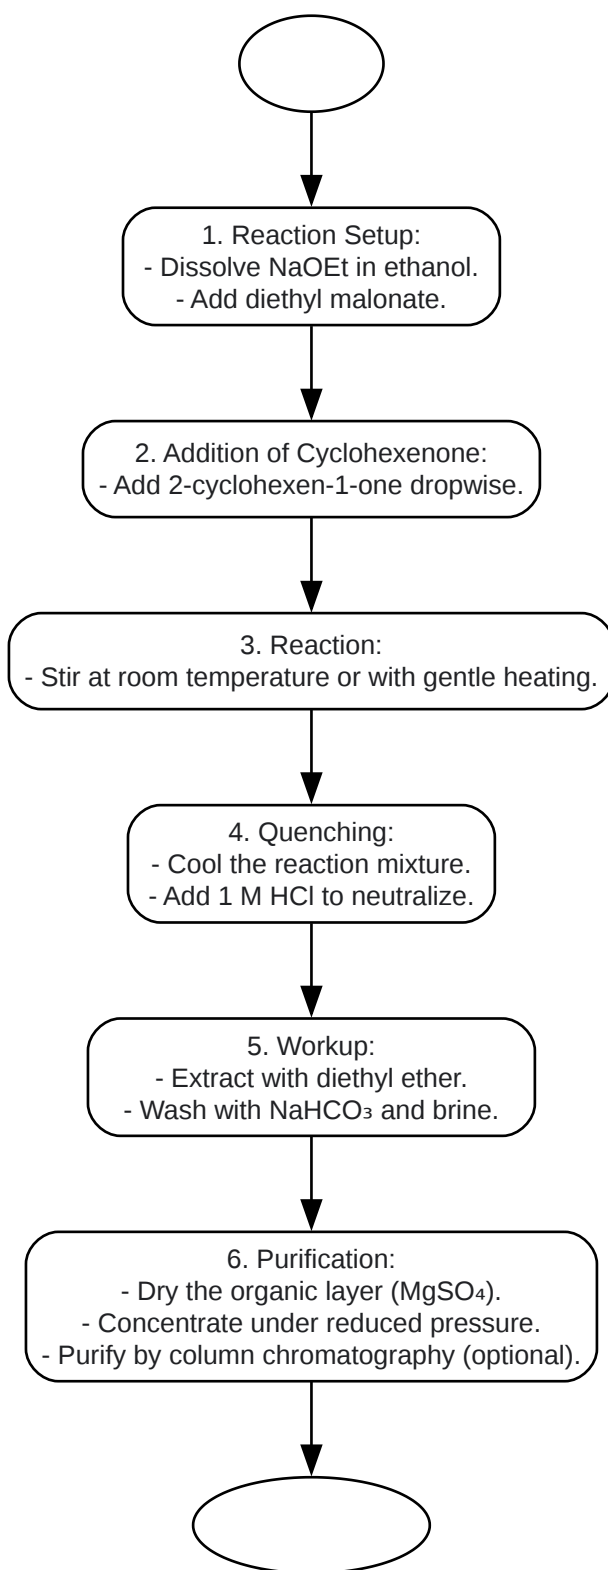 1. Reaction Setup:
- Dissolve NaOEt in ethanol.
- Add diethyl malonate.
2. Addition of Cyclohexenone:
- Add 2-cyclohexen-1-one dropwise.
3. Reaction:
- Stir at room temperature or with gentle heating.
4. Quenching:
- Cool the reaction mixture.
- Add 1 M HCl to neutralize.
5. Workup:
- Extract with diethyl ether.
- Wash with NaHCO₃ and brine.
6. Purification:
- Dry the organic layer (MgSO₄).
- Concentrate under reduced pressure.
- Purify by column chromatography (optional).